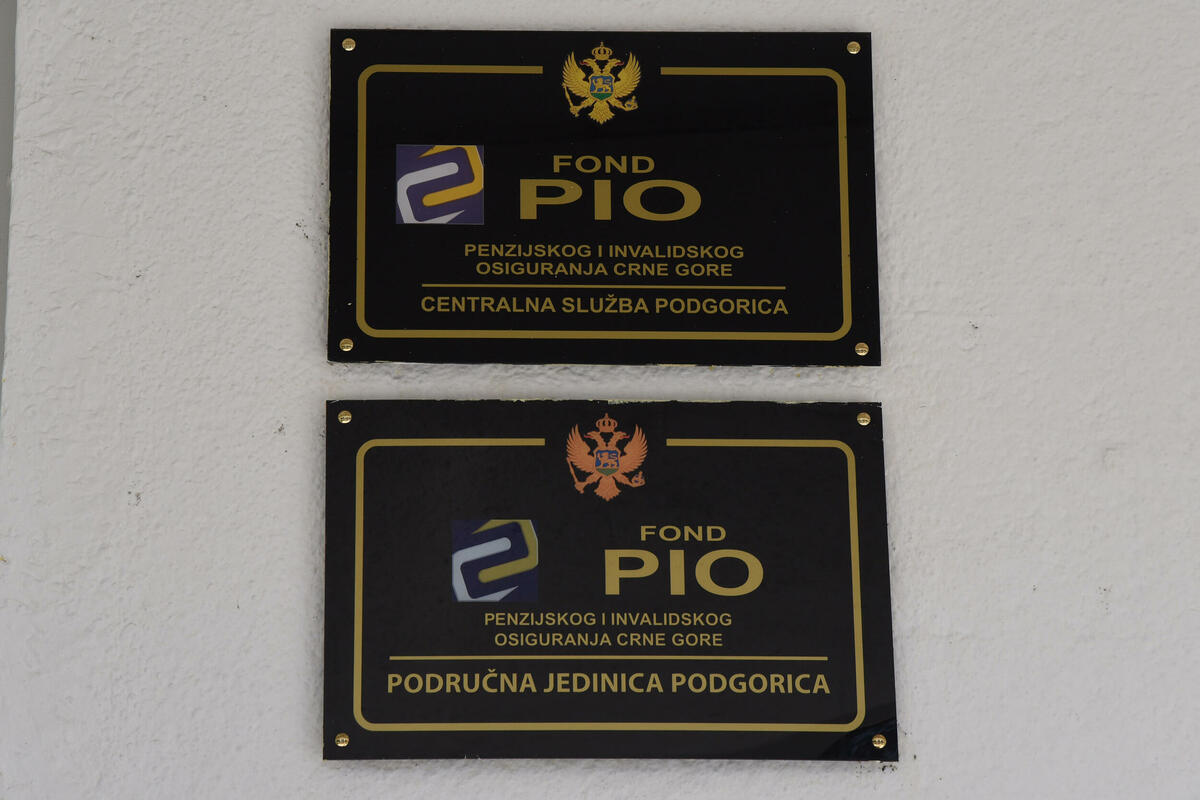 FOND
PIO
PENZIJSKOG I INVALIDSKOG
OSIGURANJA CRNE GORE
CENTRALNA SLUŽBA PODGORICA
FOND
PIO
PENZIJSKOG I INVALIDSKOG
OSIGURANJA CRNE GORE
PODRUČNA JEDINICA PODGORICA